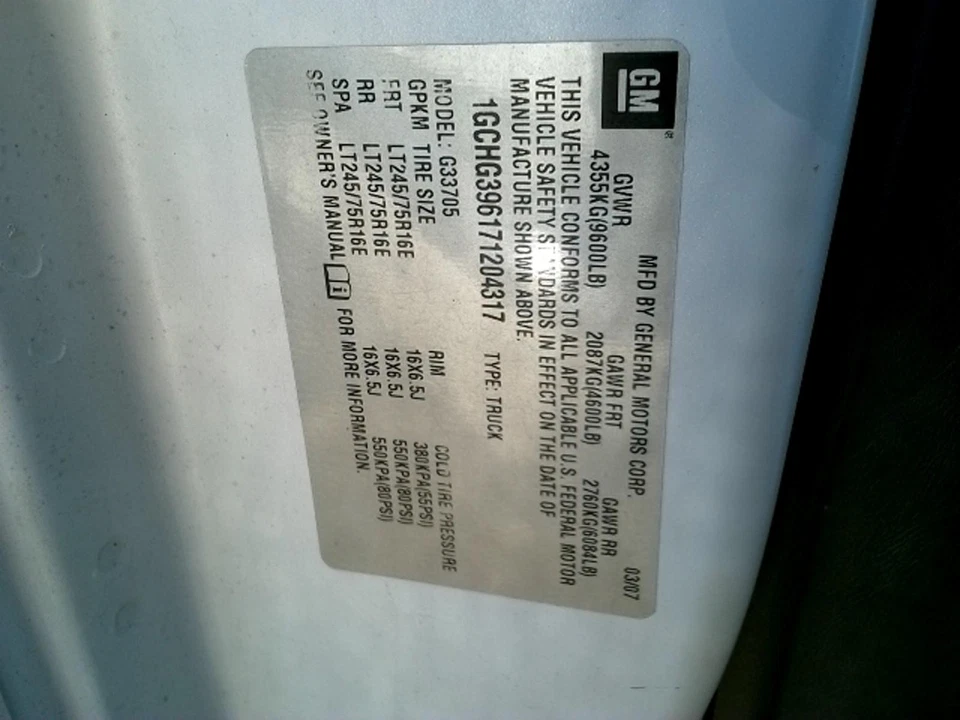 GM®
MFD BY GENERAL MOTORS CORP. 03/07
GVWR GAWR FRT GAWR RR
4355KG(9600LB) 2087KG(4600LB) 2760KG(6084LB)
THIS VEHICLE CONFORMS TO ALL APPLICABLE U.S. FEDERAL MOTOR
VEHICLE SAFETY STANDARDS IN EFFECT ON THE DATE OF
MANUFACTURE SHOWN ABOVE.
1GCHG396171204317 TYPE: TRUCK
MODEL: G33705
GPKM TIRE SIZE RIM COLD TIRE PRESSURE
FRT LT245/75R16E 16X6.5J 380KPA(55PSI)
RR LT245/75R16E 16X6.5J 550KPA(80PSI)
SPA LT245/75R16E 16X6.5J 550KPA(80PSI)
SEE OWNER'S MANUAL i FOR MORE INFORMATION.